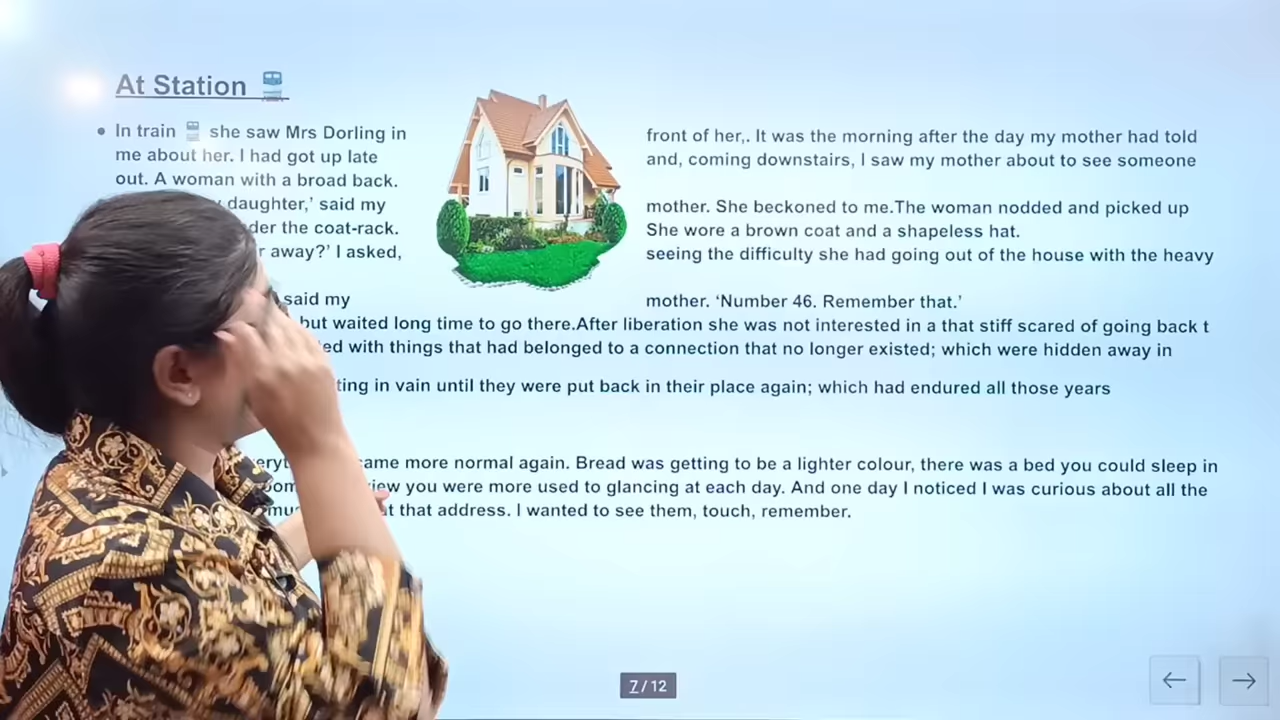 At Station
In train she saw Mrs Dorling in front of her,. It was the morning after the day my mother had told
me about her. I had got up late and, coming downstairs, I saw my mother about to see someone
out. A woman with a broad back.
daughter,’ said my mother. She beckoned to me.The woman nodded and picked up
the coat-rack. She wore a brown coat and a shapeless hat.
away?’ I asked, seeing the difficulty she had going out of the house with the heavy
said my mother. ‘Number 46. Remember that.’
but waited long time to go there.After liberation she was not interested in a that stiff scared of going back t
with things that had belonged to a connection that no longer existed; which were hidden away in
in vain until they were put back in their place again; which had endured all those years
more normal again. Bread was getting to be a lighter colour, there was a bed you could sleep in
you were more used to glancing at each day. And one day I noticed I was curious about all the
that address. I wanted to see them, touch, remember.
7/12